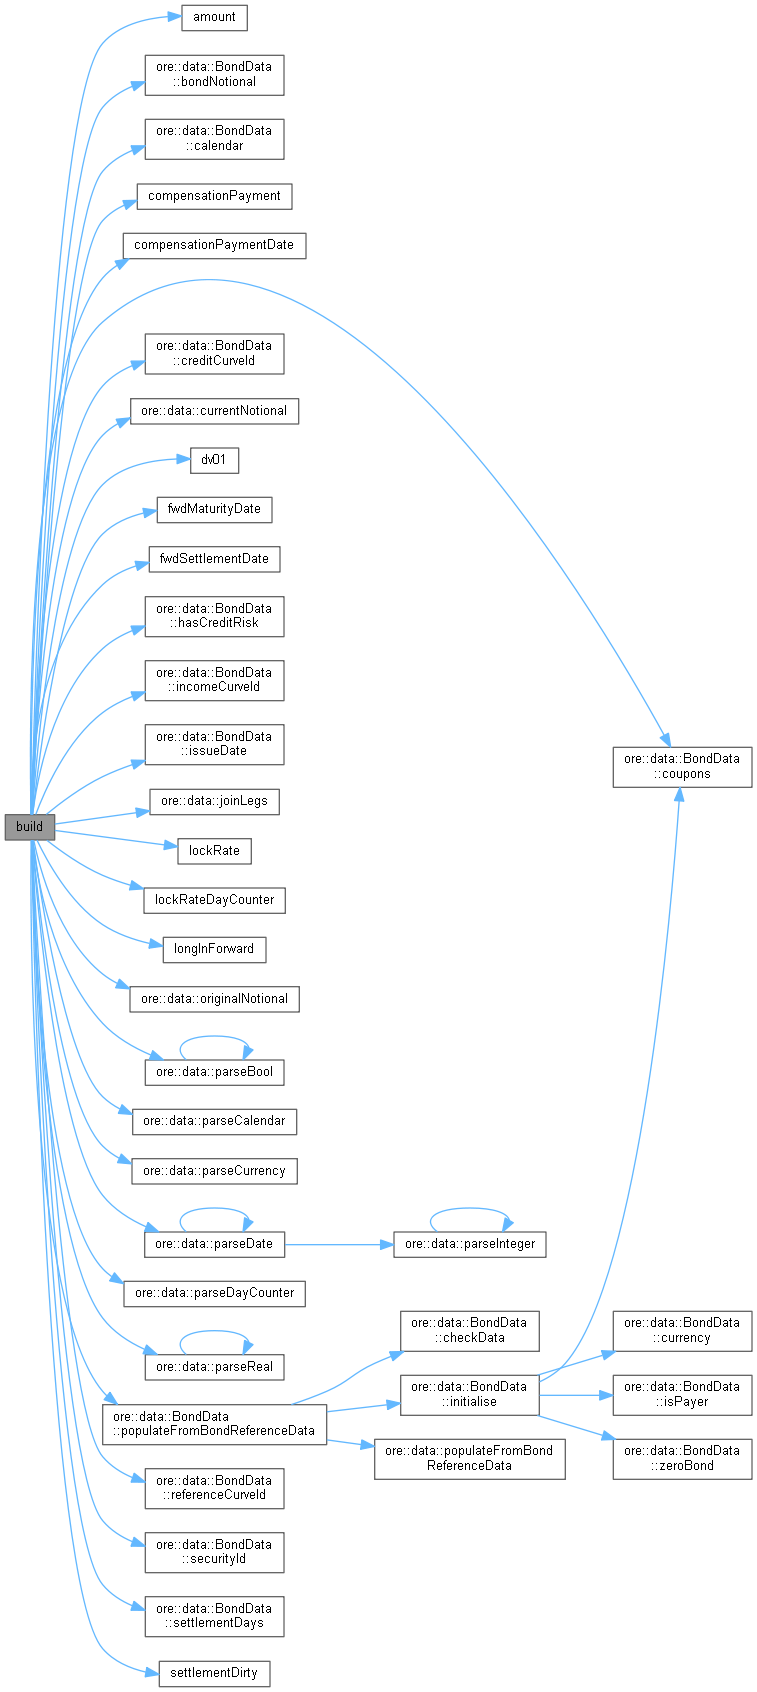 amount
ore::data::BondData
::bondNotional
ore::data::BondData
::calendar
compensationPayment
compensationPaymentDate
ore::data::BondData
::creditCurveId
ore::data::currentNotional
dv01
fwdMaturityDate
fwdSettlementDate
ore::data::BondData
::hasCreditRisk
ore::data::BondData
::incomeCurveId
ore::data::BondData
::issueDate
ore::data::BondData
::coupons
ore::data::joinLegs
build
lockRate
lockRateDayCounter
longInForward
ore::data::originalNotional
ore::data::parseBool
ore::data::parseCalendar
ore::data::parseCurrency
ore::data::parseDate
ore::data::parseInteger
ore::data::parseDayCounter
ore::data::parseReal
ore::data::BondData
::checkData
ore::data::BondData
::currency
ore::data::BondData
::initialise
ore::data::BondData
::isPayer
ore::data::BondData
::populateFromBondReferenceData
ore::data::populateFromBond
ReferenceData
ore::data::BondData
::zeroBond
ore::data::BondData
::referenceCurveId
ore::data::BondData
::securityId
ore::data::BondData
::settlementDays
settlementDirty